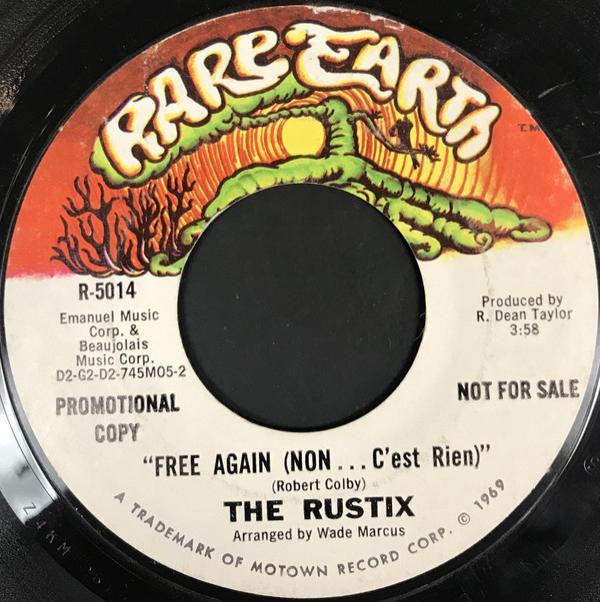 RARE EARTH
T.M.
R-5014
Emanuel Music
Corp. &
Beaujolais
Music Corp.
D2-G2-D2-745M05-2
PROMOTIONAL
COPY
Produced by
R. Dean Taylor
3:58
NOT FOR SALE
"FREE AGAIN (NON ... C'est Rien)"
(Robert Colby)
THE RUSTIX
Arranged by Wade Marcus
A TRADEMARK OF MOTOWN RECORD CORP. © 1969